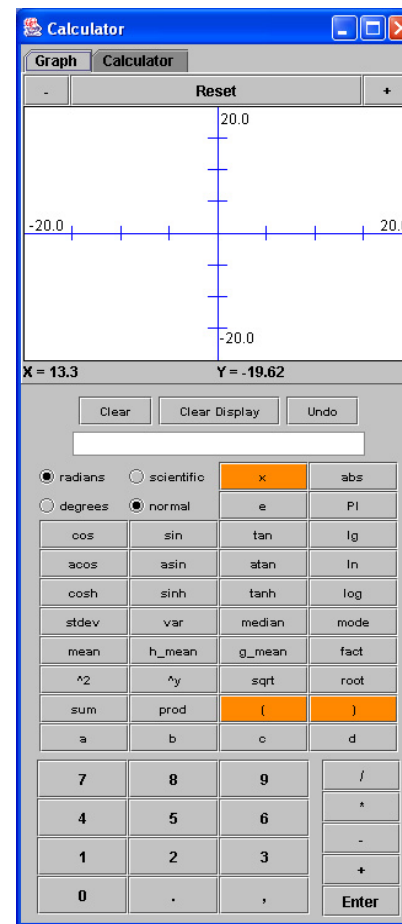 Calculator
Graph Calculator
- Reset +
20.0
-20.0 20.
-20.0
X = 13.3 Y = -19.62
Clear Clear Display Undo
radians scientific x abs
degrees normal e PI
cos sin tan lg
acos asin atan ln
cosh sinh tanh log
stdev var median mode
mean h_mean g_mean fact
^2 ^y sqrt root
sum prod ( )
a b c d
7 8 9 /
4 5 6 *
1 2 3 -
+
0 . , Enter